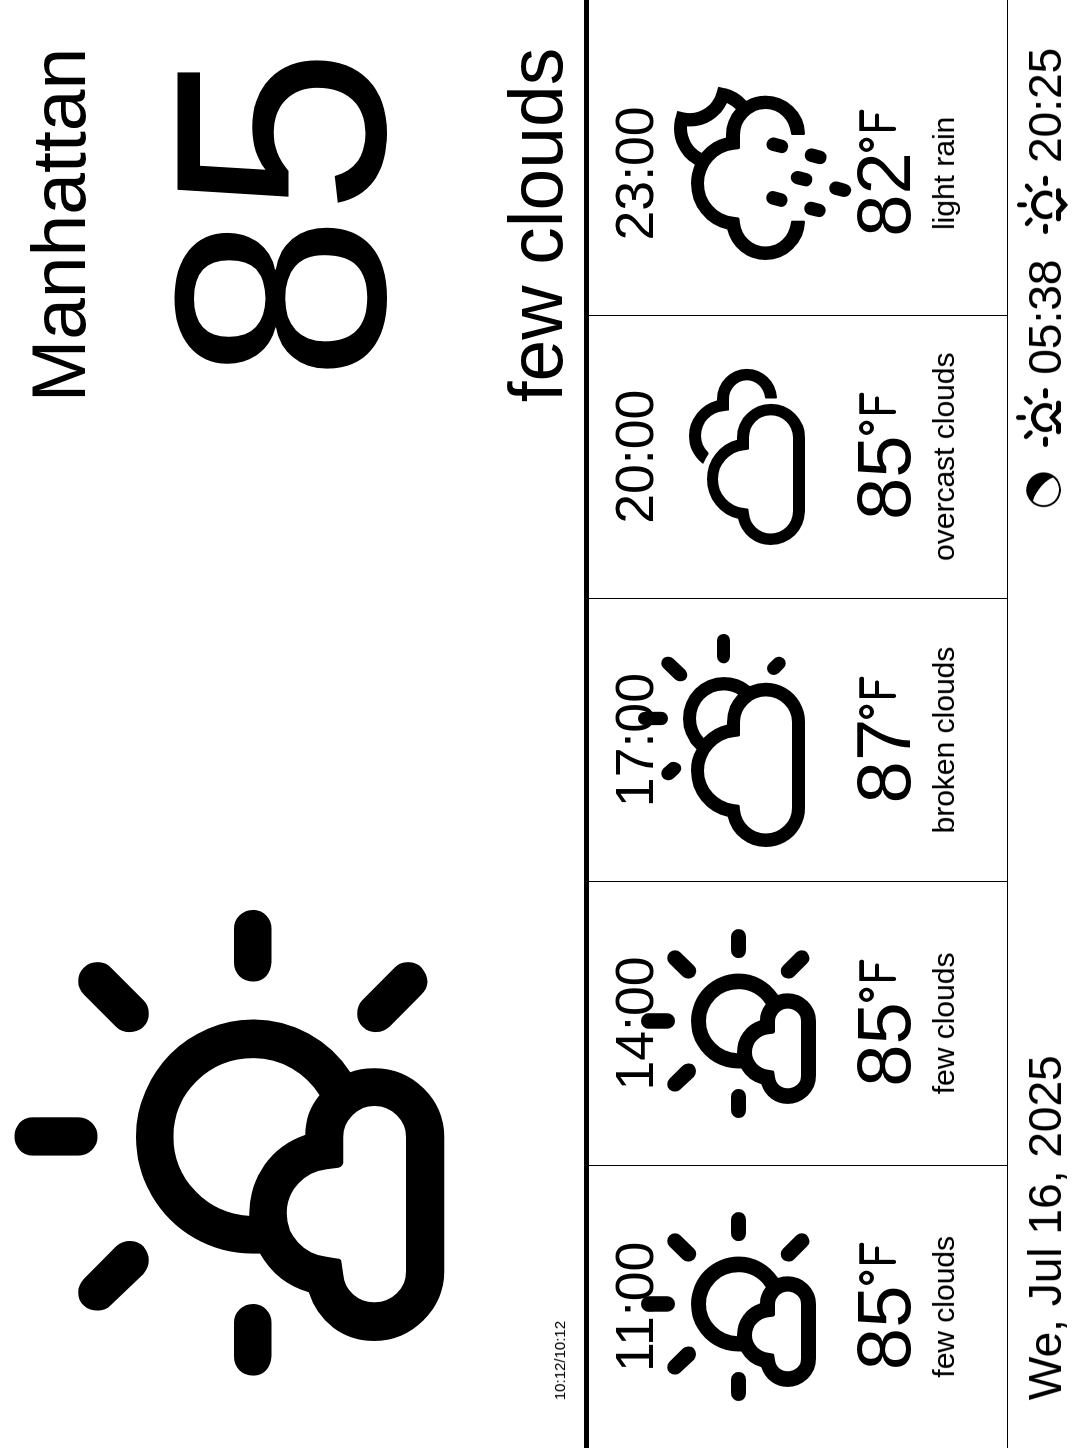 Manhattan
85
few clouds
10:12/10:12
11:00
85°F
few clouds
14:00
85°F
few clouds
17:00
87°F
broken clouds
20:00
85°F
overcast clouds
23:00
82°F
light rain
We, Jul 16, 2025
05:38
20:25